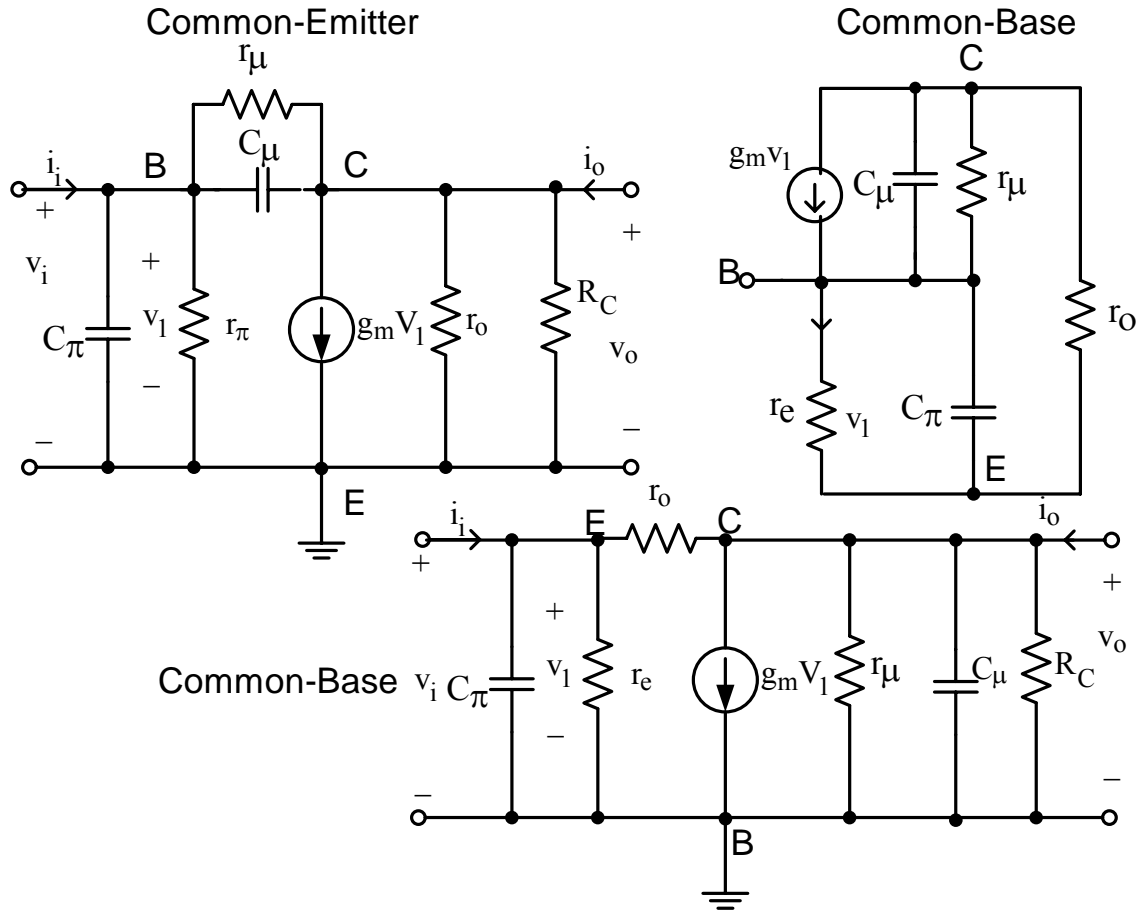 Common-Emitter
rμ
Cμ
B
C
ii
io
+
+
vi
+
v1
−
Cπ
rπ
gmV1
ro
RC
vo
−
−
E
Common-Base
C
gmv1
Cμ
rμ
B
ro
re
v1
Cπ
E
ro
ii
E
C
io
+
+
+
Common-Base
vi
Cπ
v1
re
gmV1
rμ
Cμ
RC
vo
−
−
−
B